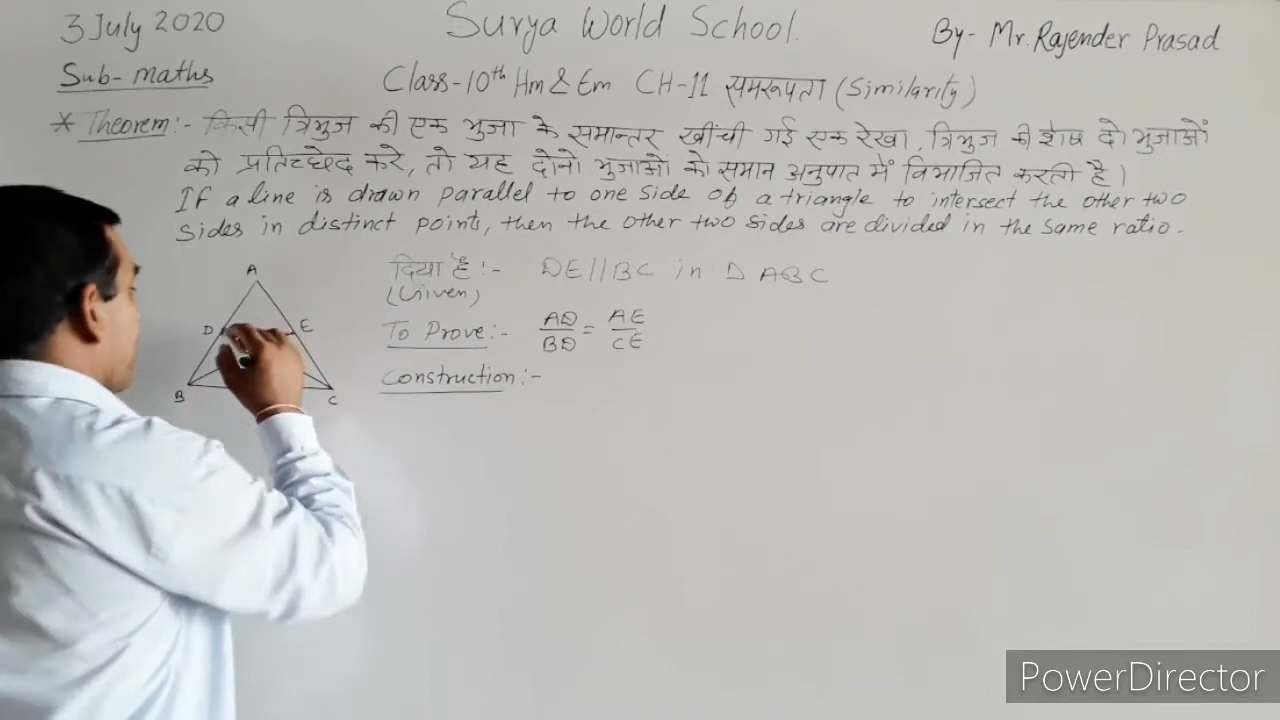 3 July 2020
Surya World School.
By- Mr. Rajender Prasad
Sub- maths
Class-10th Hm & Em CH-11 समरूपता (Similarity)
* Theorem:- किसी त्रिभुज की एक भुजा के समान्तर खींची गई एक रेखा, त्रिभुज की शेष दो भुजाओं
को प्रतिच्छेद करे, तो यह दोनो भुजाओ को समान अनुपात में विभाजित करती है।
If a line is drawn parallel to one side of a triangle to intersect the other two
sides in distinct points, then the other two sides are divided in the same ratio.
A
D
E
B
C
दिया है:- DE//BC in Δ ABC
(Given)
To Prove:- AD/BD = AE/CE
Construction:-
PowerDirector